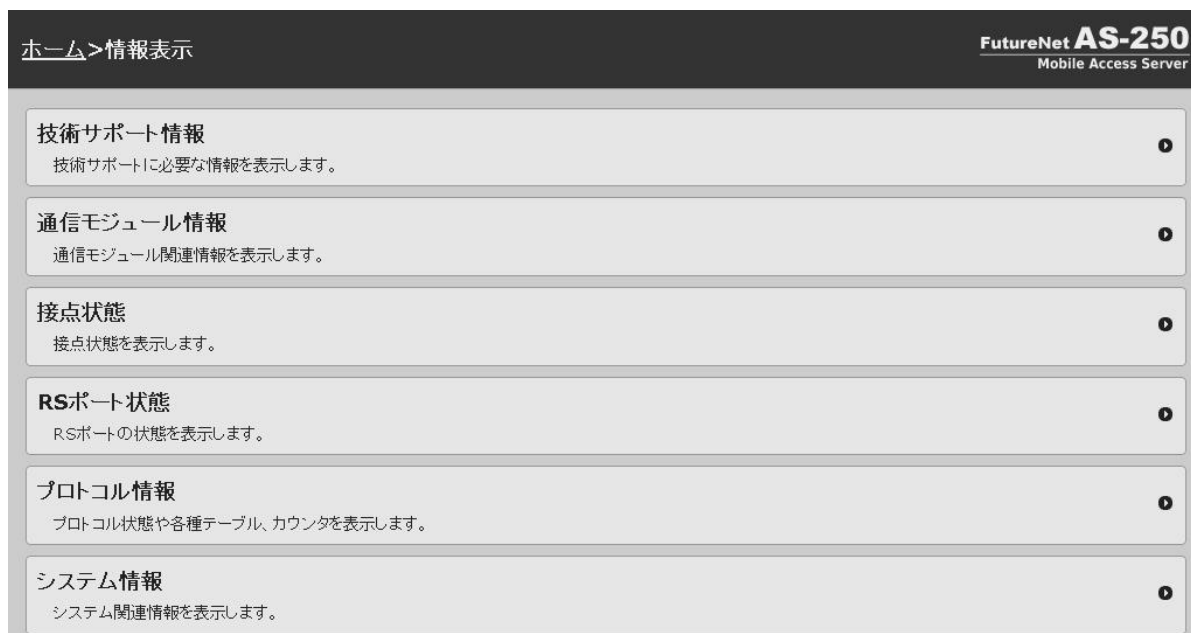 ホーム>情報表示
FutureNet AS-250
Mobile Access Server
技術サポート情報
技術サポートに必要な情報を表示します。
通信モジュール情報
通信モジュール関連情報を表示します。
接点状態
接点状態を表示します。
RSポート状態
RSポートの状態を表示します。
プロトコル情報
プロトコル状態や各種テーブル、カウンタを表示します。
システム情報
システム関連情報を表示します。